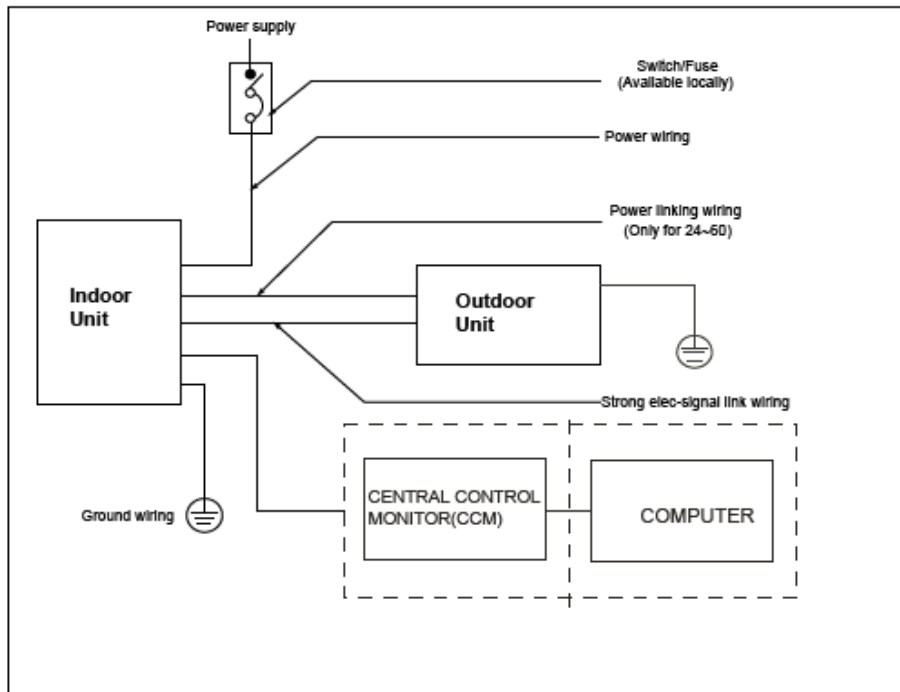 Power supply
Switch/Fuse
(Available locally)
Power wiring
Power linking wiring
(Only for 24~60)
Indoor
Unit
Outdoor
Unit
Strong elec-signal link wiring
CENTRAL CONTROL
MONITOR(CCM)
COMPUTER
Ground wiring